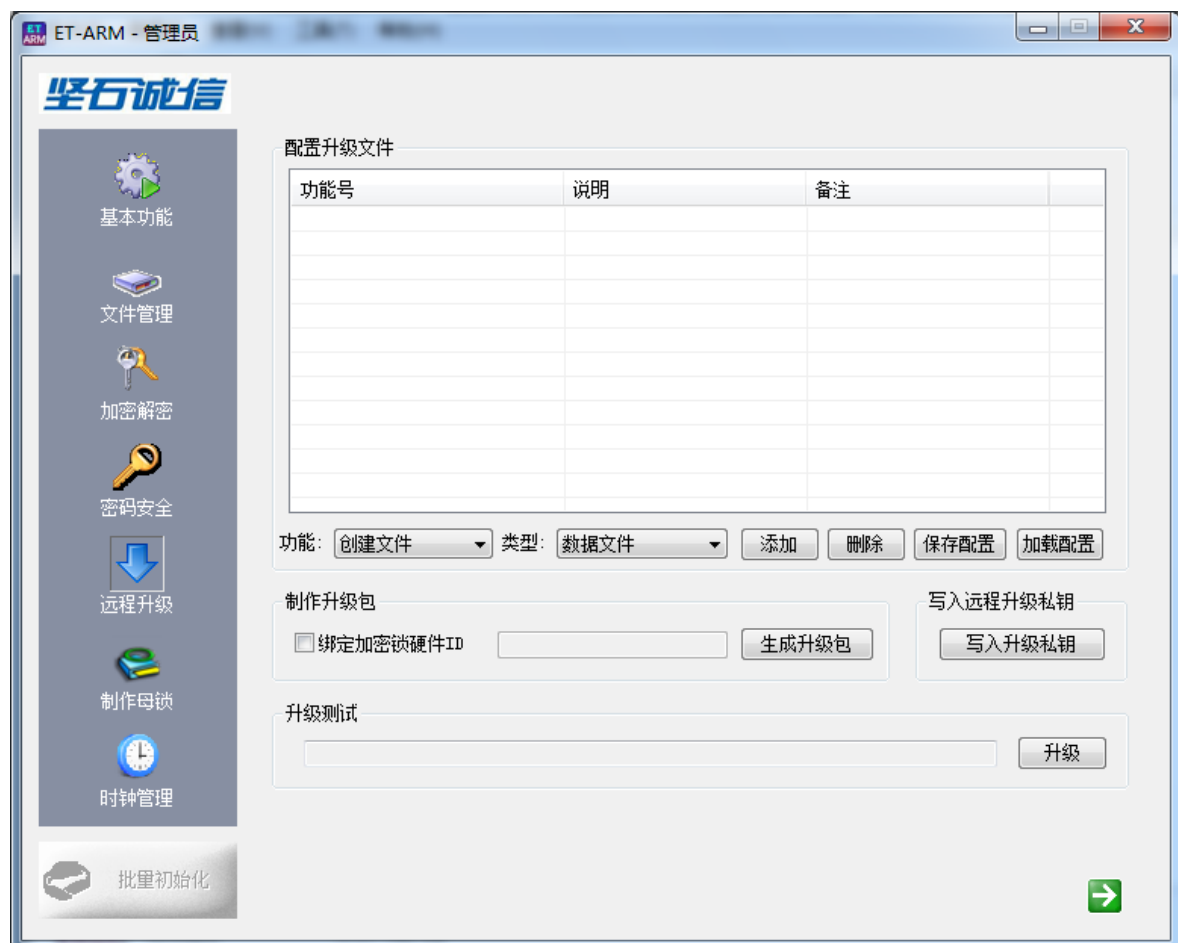 ET ARM
ET-ARM - 管理员
坚石诚信
基本功能
文件管理
加密解密
密码安全
远程升级
制作母锁
时钟管理
批量初始化
配置升级文件
功能号 说明 备注
功能: 创建文件 类型: 数据文件 添加 删除 保存配置 加载配置
制作升级包
绑定加密锁硬件ID 生成升级包
写入远程升级私钥
写入升级私钥
升级测试
升级